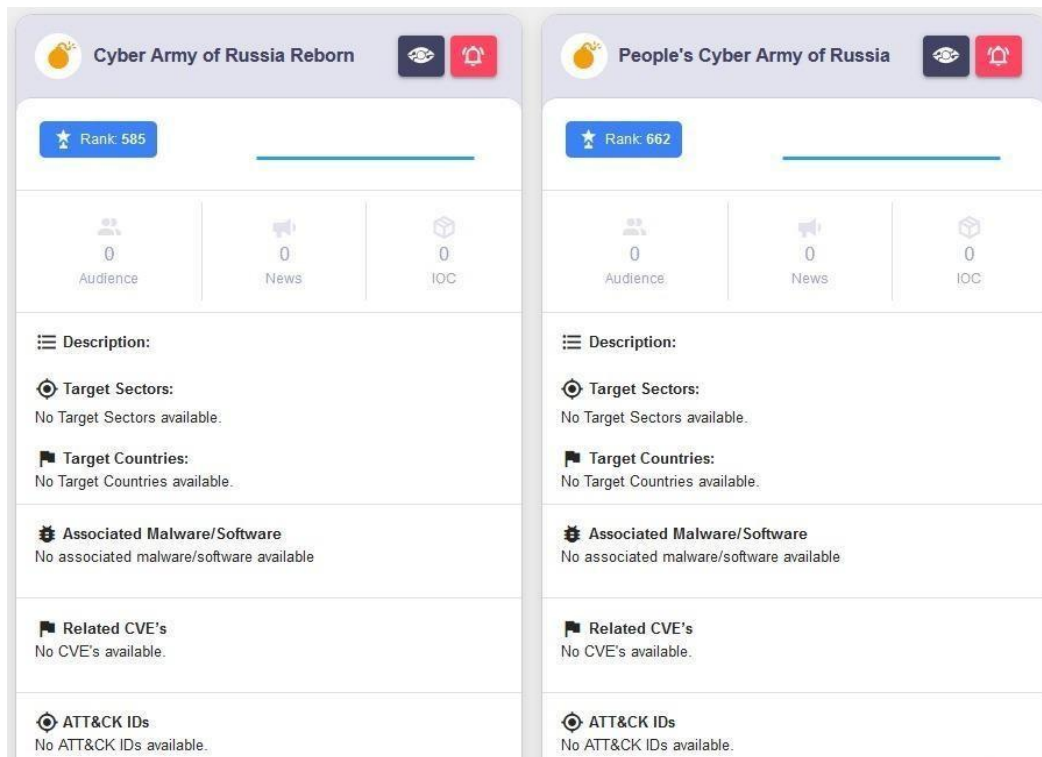 Cyber Army of Russia Reborn
Rank: 585
0
Audience
0
News
0
IOC
Description:
Target Sectors:
No Target Sectors available.
Target Countries:
No Target Countries available.
Associated Malware/Software
No associated malware/software available
Related CVE's
No CVE's available.
ATT&CK IDs
No ATT&CK IDs available.
People's Cyber Army of Russia
Rank: 662
0
Audience
0
News
0
IOC
Description:
Target Sectors:
No Target Sectors available.
Target Countries:
No Target Countries available.
Associated Malware/Software
No associated malware/software available
Related CVE's
No CVE's available.
ATT&CK IDs
No ATT&CK IDs available.